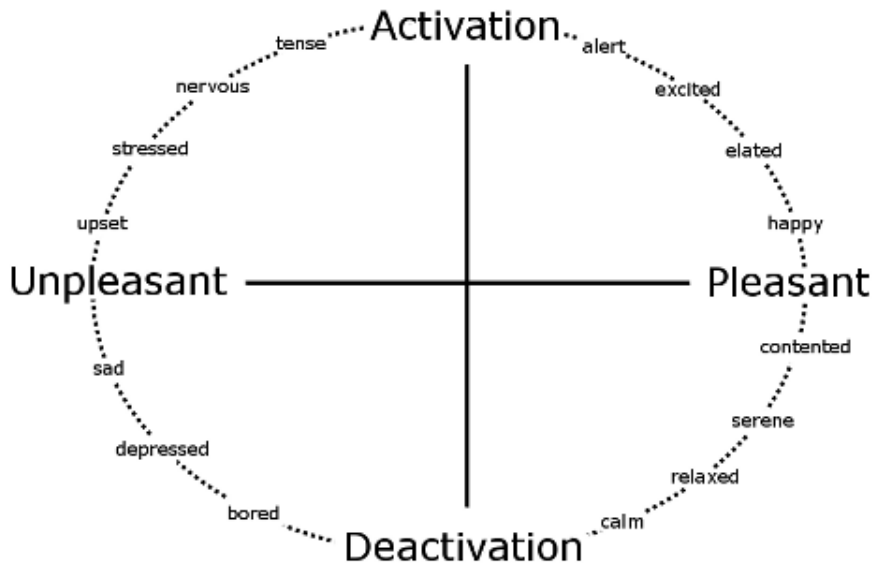 Activation
tense
alert
nervous
excited
stressed
elated
upset
happy
Unpleasant
Pleasant
contented
sad
serene
depressed
relaxed
bored
calm
Deactivation